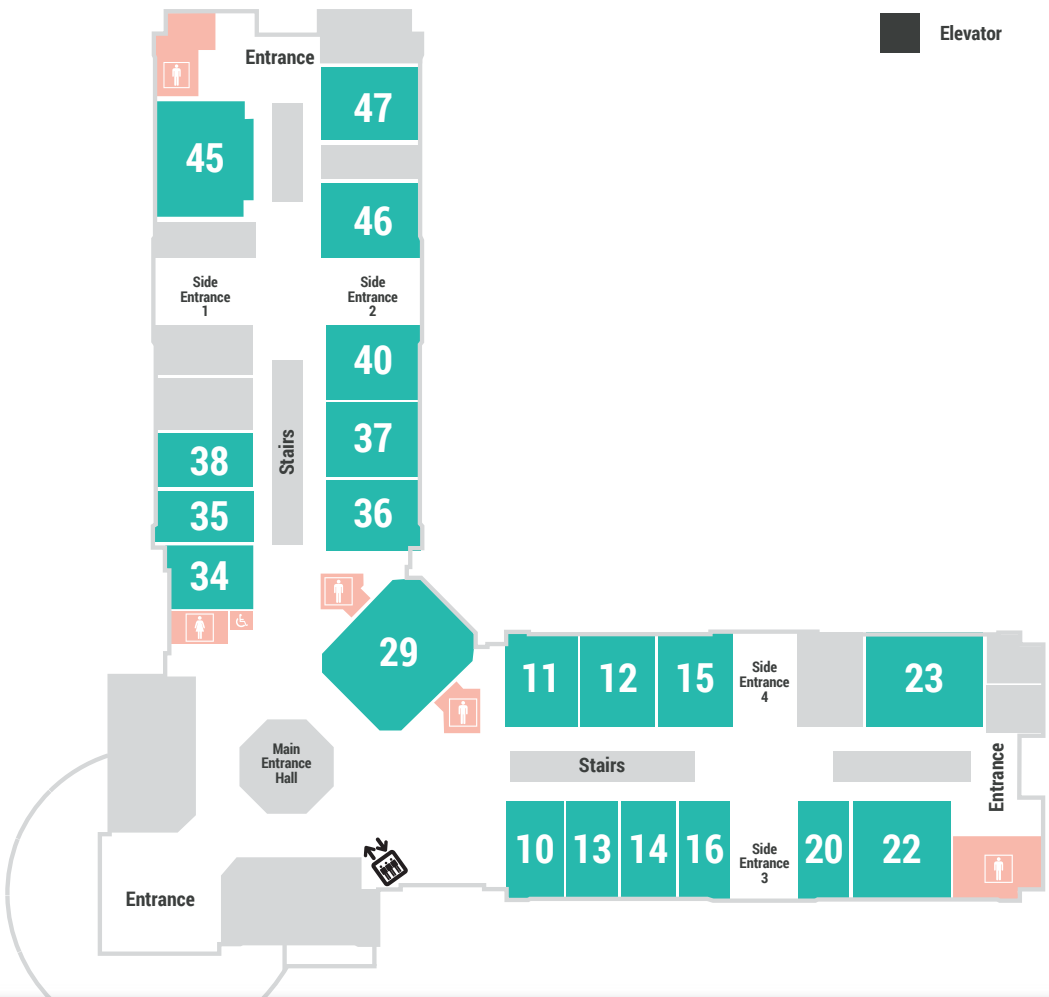 Elevator
Entrance
47
45
46
Side
Entrance
1
Side
Entrance
2
40
37
38
Stairs
36
35
34
29
11
12
15
Side
Entrance
4
23
Main
Entrance
Hall
Stairs
Entrance
10
13
14
16
Side
Entrance
3
20
22
Entrance